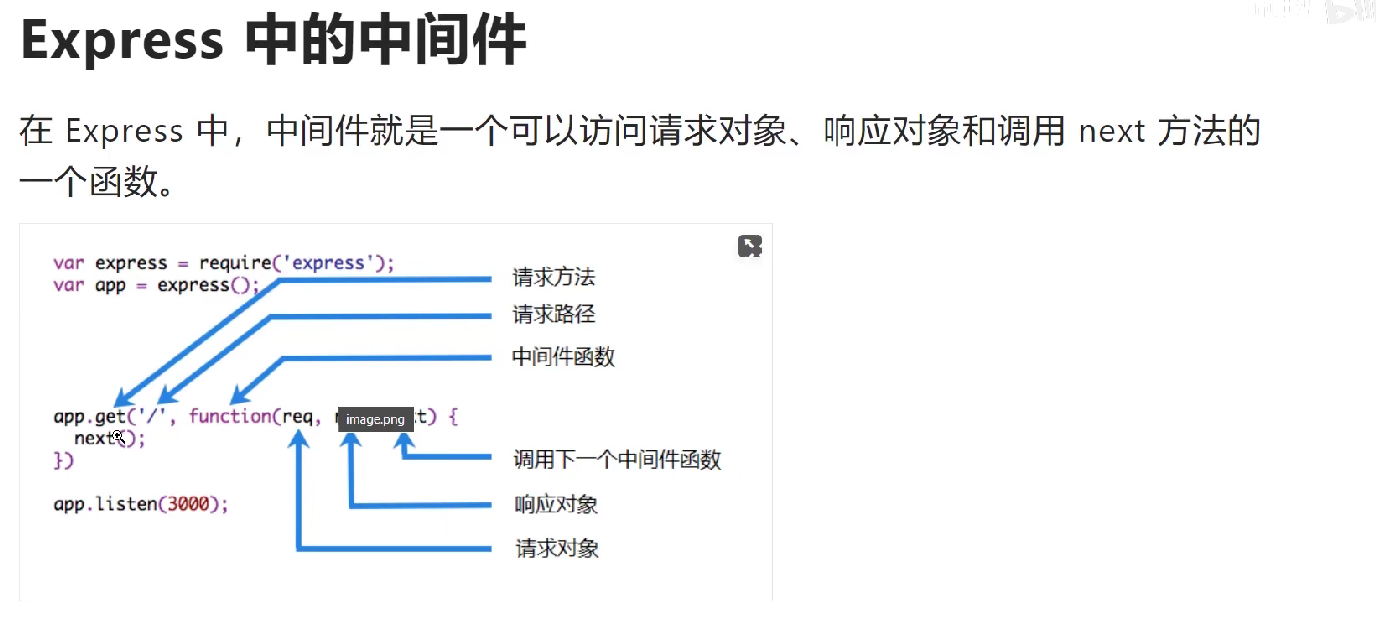 Express 中的中间件
在 Express 中，中间件就是一个可以访问请求对象、响应对象和调用 next 方法的
一个函数。
var express = require('express');
var app = express();
请求方法
请求路径
中间件函数
app.get('/', function(req, t) {
image.png
next();
})
调用下一个中间件函数
app.listen(3000);
响应对象
请求对象